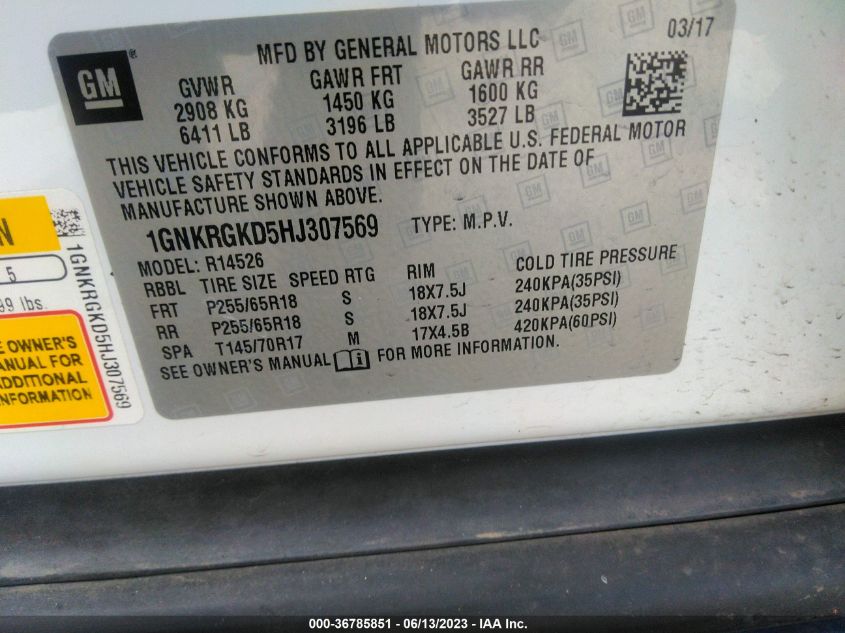 GM
MFD BY GENERAL MOTORS LLC
03/17
GVWR GAWR FRT GAWR RR
2908 KG 1450 KG 1600 KG
6411 LB 3196 LB 3527 LB
THIS VEHICLE CONFORMS TO ALL APPLICABLE U.S. FEDERAL MOTOR
VEHICLE SAFETY STANDARDS IN EFFECT ON THE DATE OF
MANUFACTURE SHOWN ABOVE.
1GNKRGKD5HJ307569 TYPE: M.P.V.
MODEL: R14526
RBBL TIRE SIZE SPEED RTG RIM COLD TIRE PRESSURE
FRT P255/65R18 S 18X7.5J 240KPA(35PSI)
RR P255/65R18 S 18X7.5J 240KPA(35PSI)
SPA T145/70R17 M 17X4.5B 420KPA(60PSI)
SEE OWNER'S MANUAL FOR MORE INFORMATION.
N
5
99 lbs.
E OWNER'S
ANUAL FOR
ADDITIONAL
INFORMATION
1GNKRGKD5HJ307569
000-36785851 - 06/13/2023 - IAA Inc.